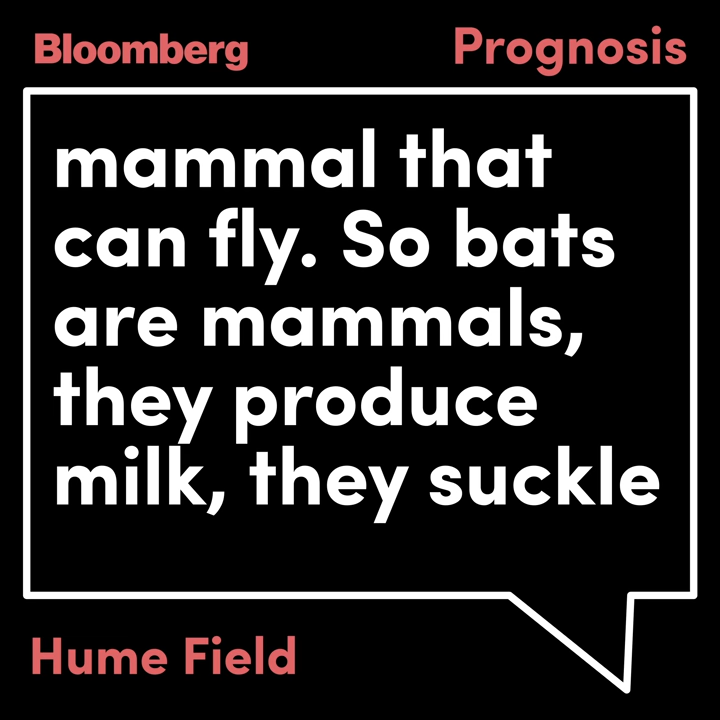 Bloomberg
Prognosis
mammal that
can fly. So bats
are mammals,
they produce
milk, they suckle
Hume Field